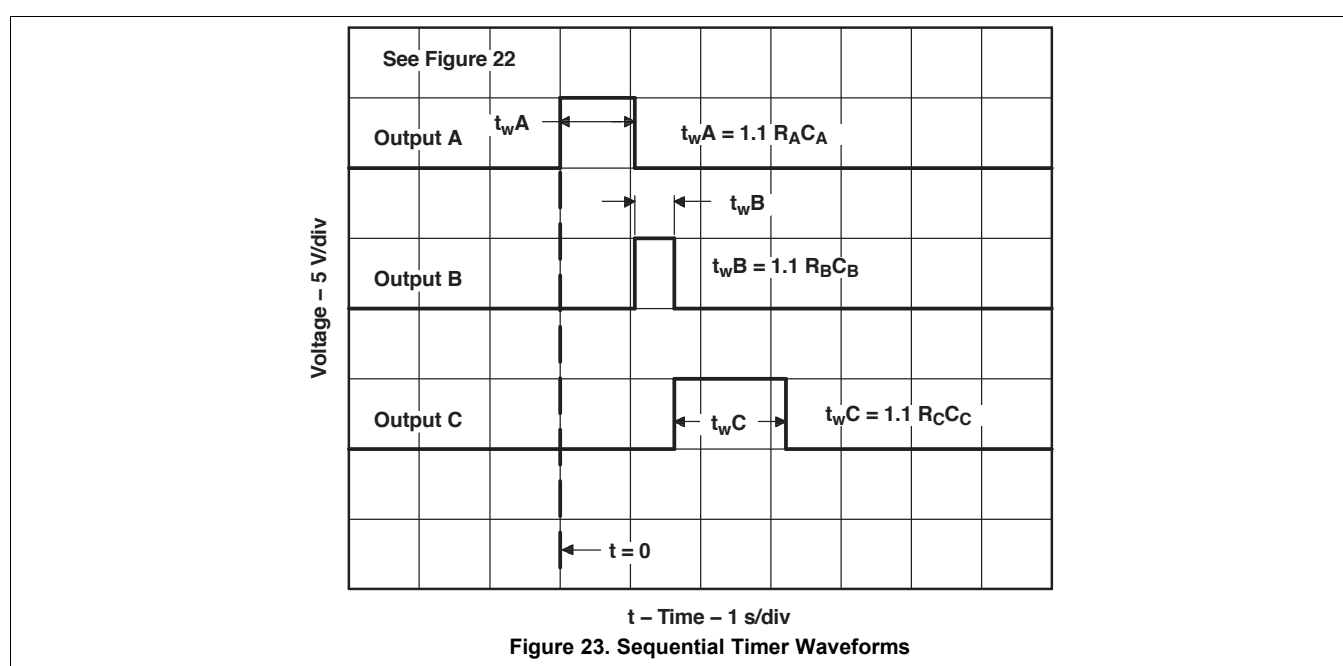 See Figure 22
Output A
twA
twA = 1.1 RACA
twB
Output B
twB = 1.1 RBCB
Output C
twC
twC = 1.1 RCCC
t = 0
Voltage – 5 V/div
t – Time – 1 s/div
Figure 23. Sequential Timer Waveforms